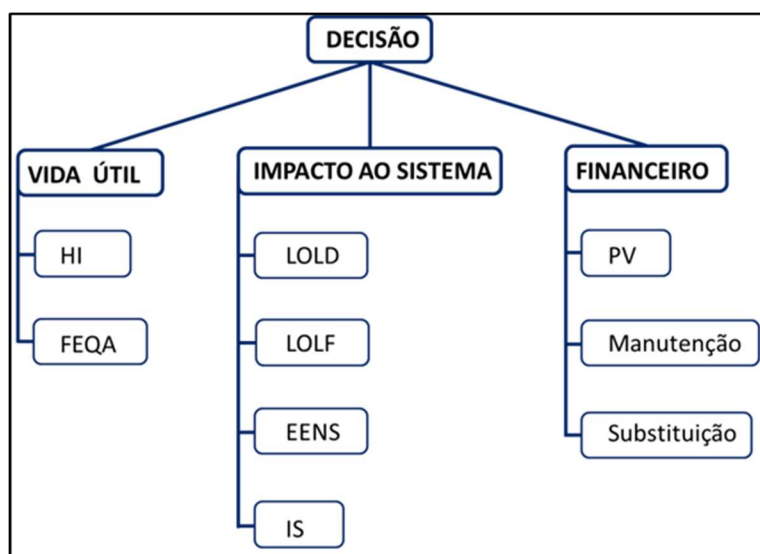 DECISÃO
VIDA ÚTIL
HI
FEQA
IMPACTO AO SISTEMA
LOLD
LOLF
EENS
IS
FINANCEIRO
PV
Manutenção
Substituição